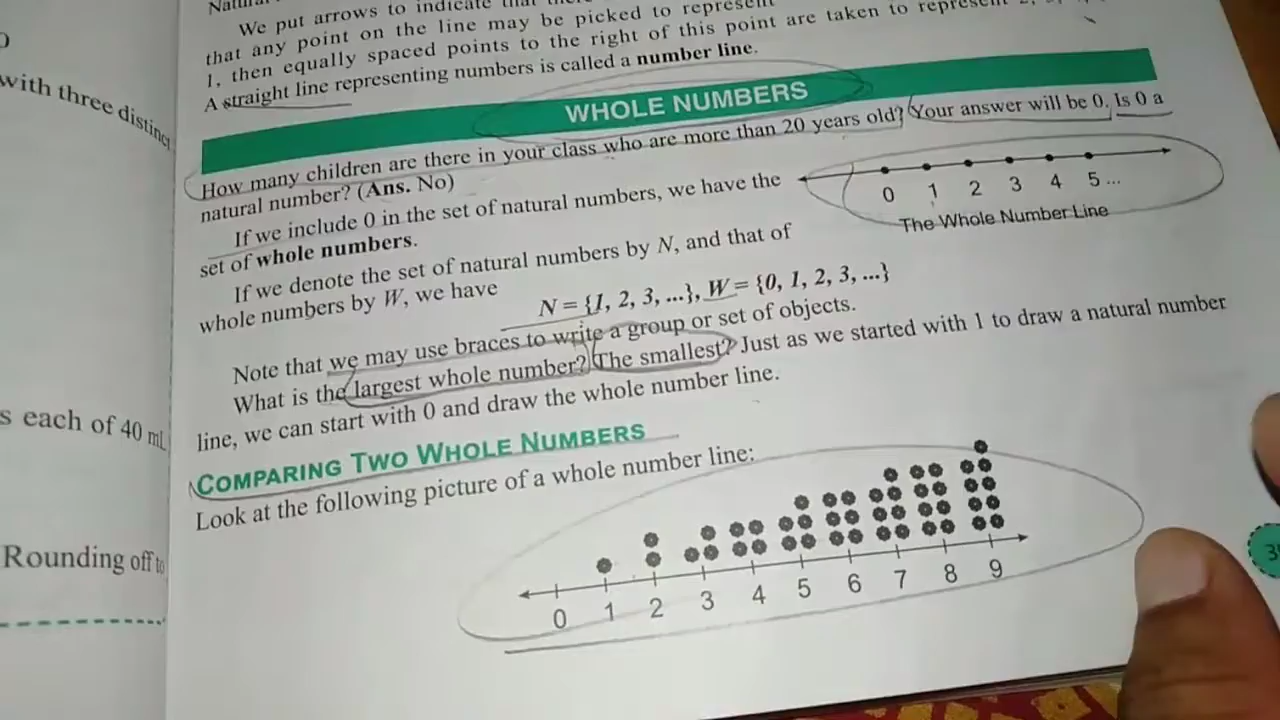 with three distinct
s each of 40 mL
Rounding off to
We put arrows to indicate that
that any point on the line may be picked to represent
1, then equally spaced points to the right of this point are taken to represent
A straight line representing numbers is called a number line.
WHOLE NUMBERS
How many children are there in your class who are more than 20 years old? Your answer will be 0. Is 0 a
natural number? (Ans. No)
If we include 0 in the set of natural numbers, we have the
set of whole numbers.
0 1 2 3 4 5 ...
The Whole Number Line
If we denote the set of natural numbers by N, and that of
whole numbers by W, we have
N = {1, 2, 3, ...}, W = {0, 1, 2, 3, ...}
Note that we may use braces to write a group or set of objects.
What is the largest whole number? The smallest? Just as we started with 1 to draw a natural number
line, we can start with 0 and draw the whole number line.
COMPARING TWO WHOLE NUMBERS
Look at the following picture of a whole number line:
0 1 2 3 4 5 6 7 8 9